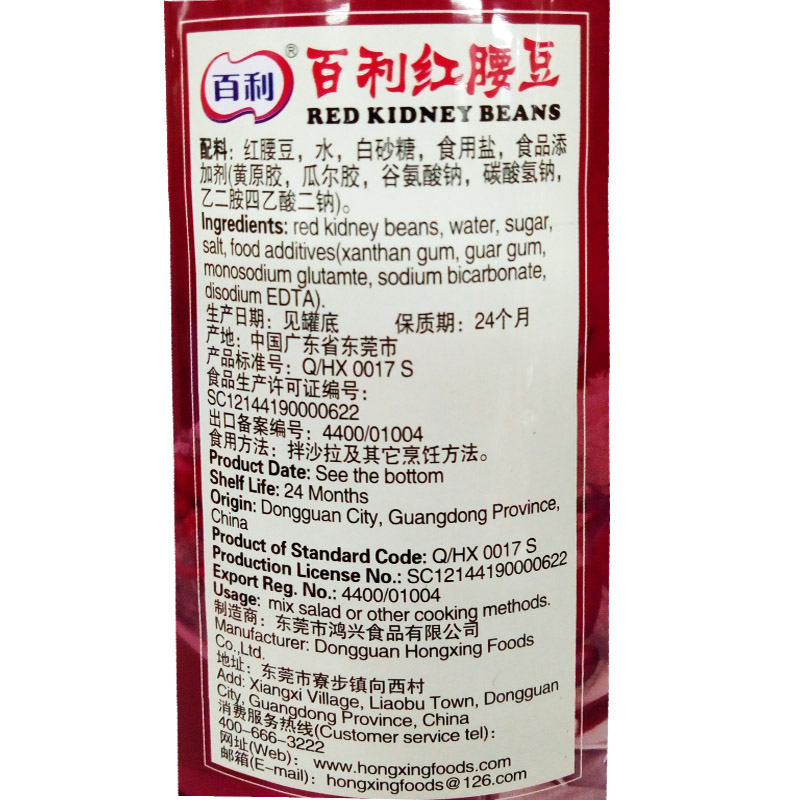 百利
®
百利红腰豆
RED KIDNEY BEANS
配料：红腰豆，水，白砂糖，食用盐，食品添
加剂(黄原胶，瓜尔胶，谷氨酸钠，碳酸氢钠，
乙二胺四乙酸二钠)。
Ingredients: red kidney beans, water, sugar,
salt, food additives(xanthan gum, guar gum,
monosodium glutamte, sodium bicarbonate,
disodium EDTA).
生产日期：见罐底 保质期：24个月
产地：中国广东省东莞市
产品标准号：Q/HX 0017 S
食品生产许可证编号：
SC12144190000622
出口备案编号：4400/01004
食用方法：拌沙拉及其它烹饪方法。
Product Date: See the bottom
Shelf Life: 24 Months
Origin: Dongguan City, Guangdong Province,
China
Product of Standard Code: Q/HX 0017 S
Production License No.: SC12144190000622
Export Reg. No.: 4400/01004
Usage: mix salad or other cooking methods.
制造商：东莞市鸿兴食品有限公司
Manufacturer: Dongguan Hongxing Foods
Co.,Ltd.
地址：东莞市寮步镇向西村
Add: Xiangxi Village, Liaobu Town, Dongguan
City, Guangdong Province, China
消费服务热线(Customer service tel)：
400-666-3222
网址(Web)：www.hongxingfoods.com
邮箱(E-mail)：hongxingfoods@126.com